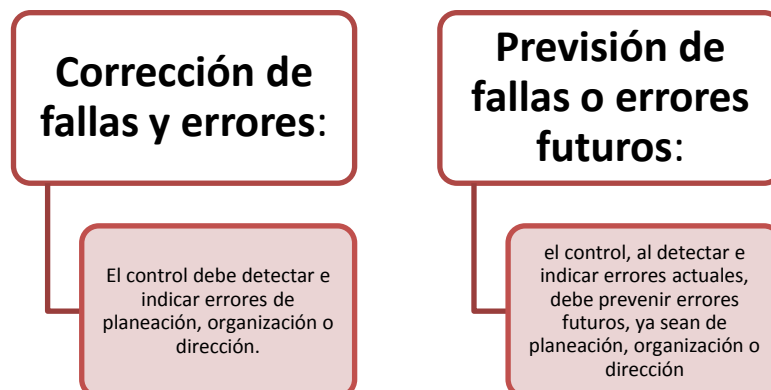 Corrección de
fallas y errores:
El control debe detectar e
indicar errores de
planeación, organización o
dirección.
Previsión de
fallas o errores
futuros:
el control, al detectar e
indicar errores actuales,
debe prevenir errores
futuros, ya sean de
planeación, organización o
dirección